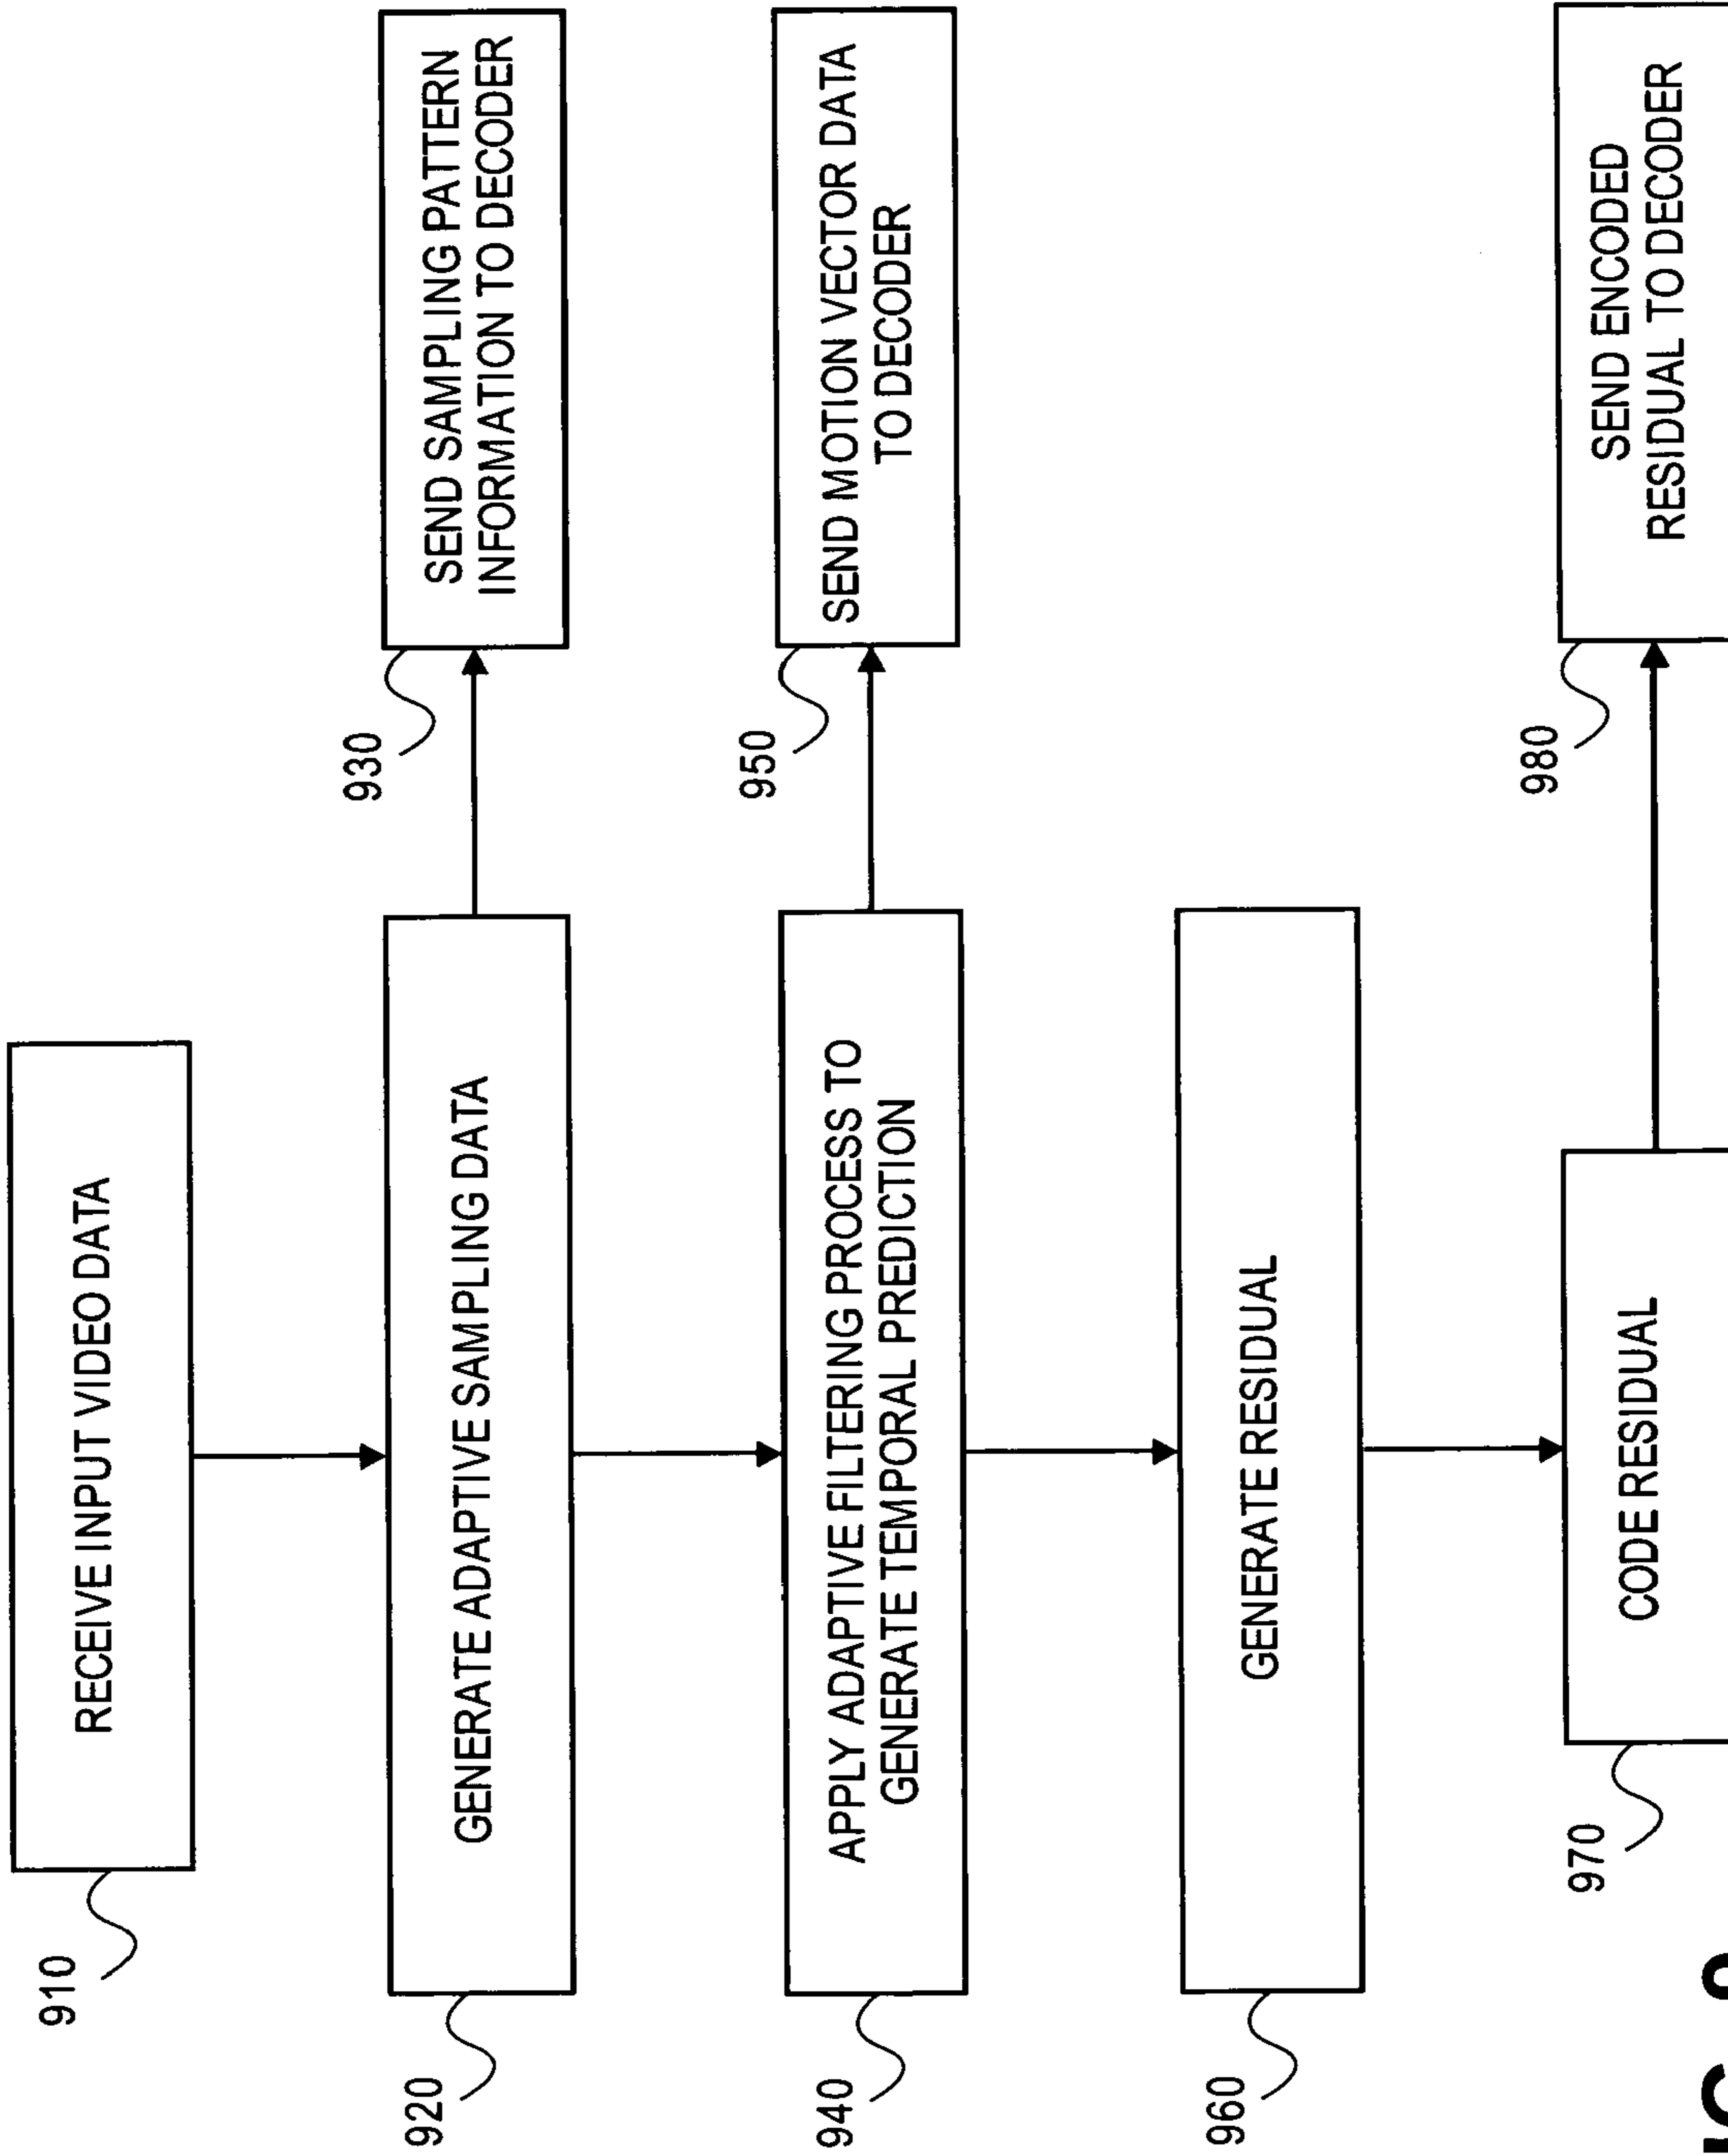 910
RECEIVE INPUT VIDEO DATA
920
GENERATE ADAPTIVE SAMPLING DATA
930
SEND SAMPLING PATTERN
INFORMATION TO DECODER
940
APPLY ADAPTIVE FILTERING PROCESS TO
GENERATE TEMPORAL PREDICTION
950
SEND MOTION VECTOR DATA
TO DECODER
960
GENERATE RESIDUAL
970
CODE RESIDUAL
980
SEND ENCODED
RESIDUAL TO DECODER